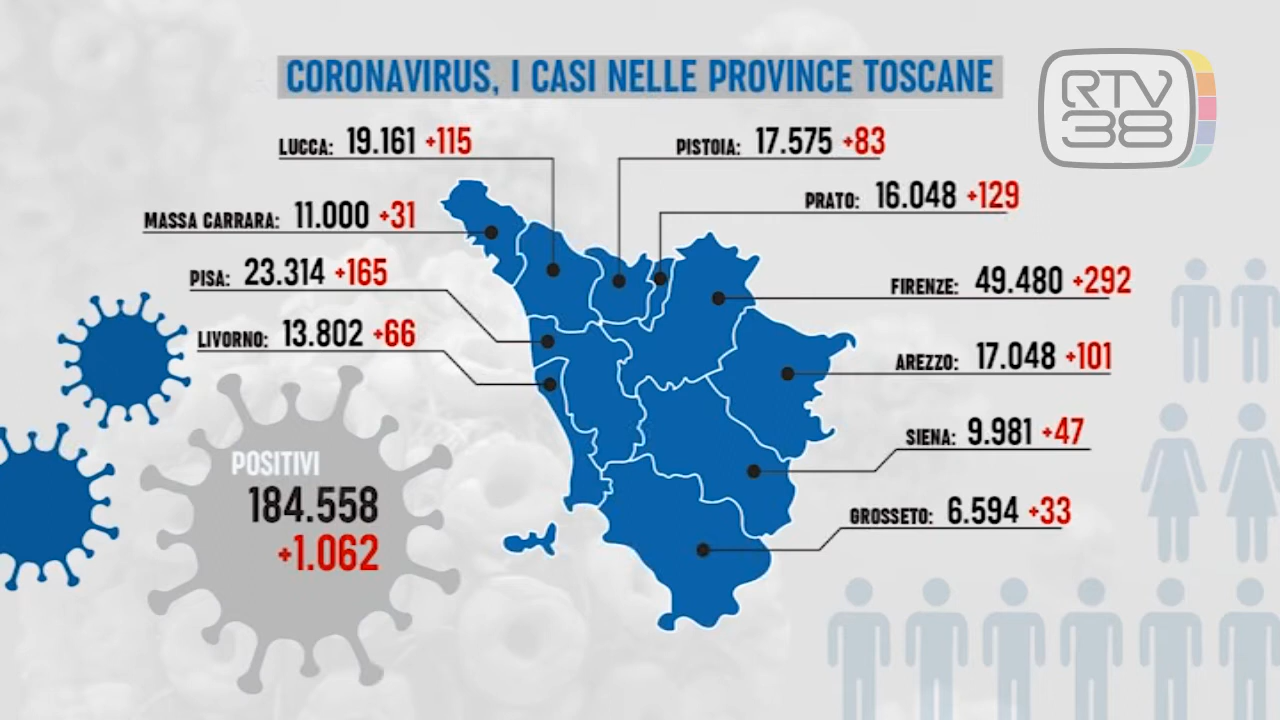 CORONAVIRUS, I CASI NELLE PROVINCE TOSCANE
RTV
38
LUCCA: 19.161 +115
PISTOIA: 17.575 +83
PRATO: 16.048 +129
MASSA CARRARA: 11.000 +31
PISA: 23.314 +165
FIRENZE: 49.480 +292
LIVORNO: 13.802 +66
AREZZO: 17.048 +101
SIENA: 9.981 +47
POSITIVI
184.558
+1.062
GROSSETO: 6.594 +33